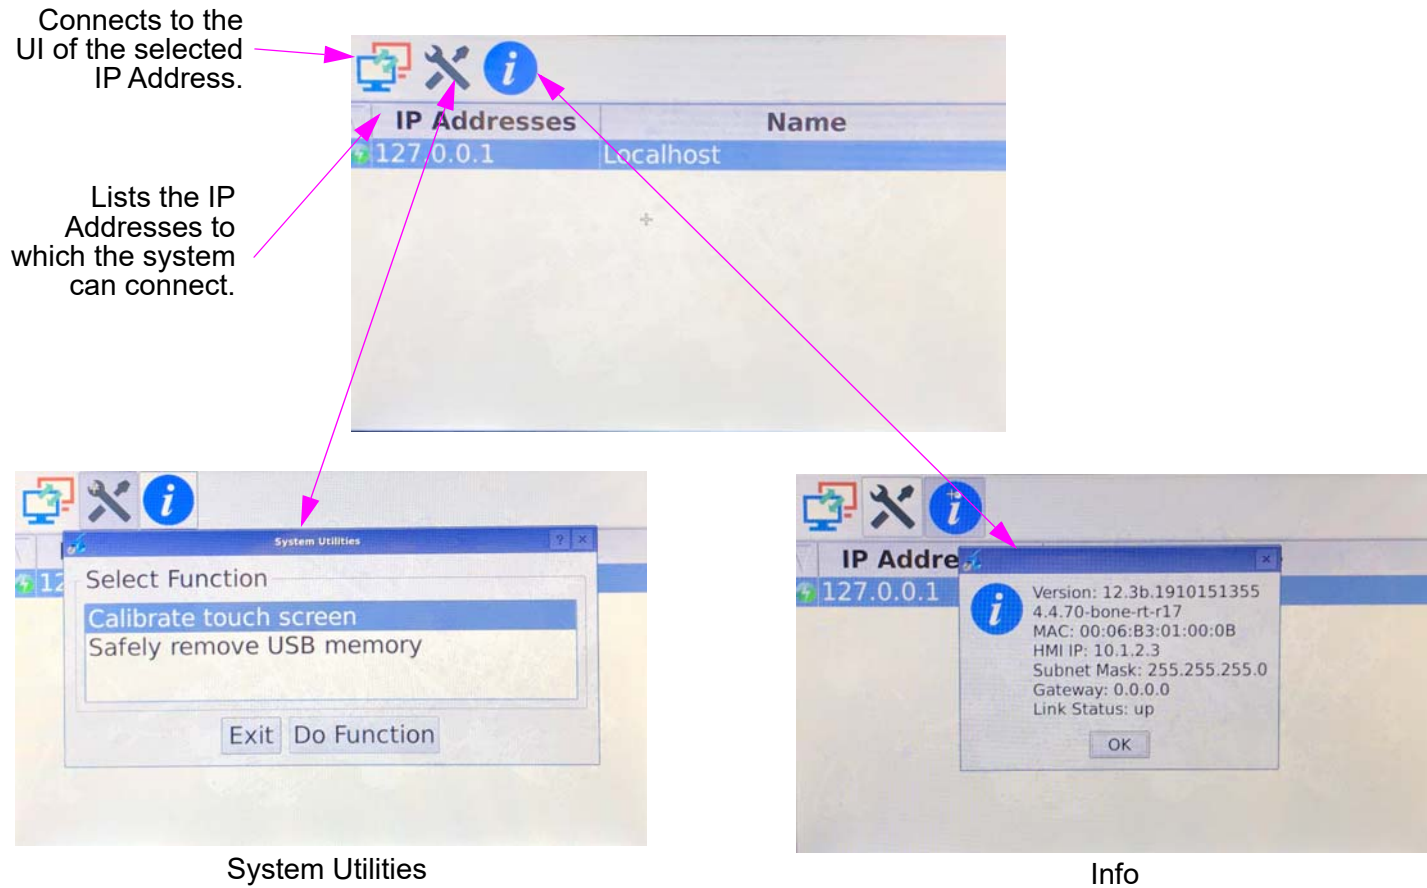 Connects to the
UI of the selected
IP Address.
IP Addresses Name
127.0.0.1 Localhost
Lists the IP
Addresses to
which the system
can connect.
System Utilities
Select Function
12
Calibrate touch screen
Safely remove USB memory
Exit Do Function
System Utilities
IP Addre
127.0.0.1
Version: 12.3b.1910151355
4.4.70-bone-rt-r17
MAC: 00:06:B3:01:00:0B
HMI IP: 10.1.2.3
Subnet Mask: 255.255.255.0
Gateway: 0.0.0.0
Link Status: up
OK
Info